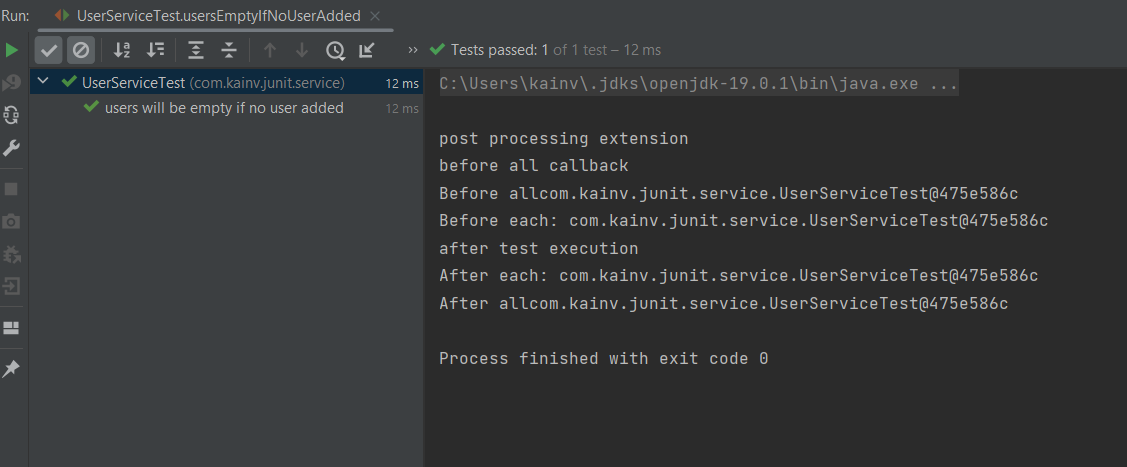 Run: UserServiceTest.usersEmptyIfNoUserAdded
Tests passed: 1 of 1 test – 12 ms
UserServiceTest (com.kainv.junit.service) 12 ms
users will be empty if no user added 12 ms
C:\Users\kainv\.jdks\openjdk-19.0.1\bin\java.exe ...
post processing extension
before all callback
Before allcom.kainv.junit.service.UserServiceTest@475e586c
Before each: com.kainv.junit.service.UserServiceTest@475e586c
after test execution
After each: com.kainv.junit.service.UserServiceTest@475e586c
After allcom.kainv.junit.service.UserServiceTest@475e586c
Process finished with exit code 0